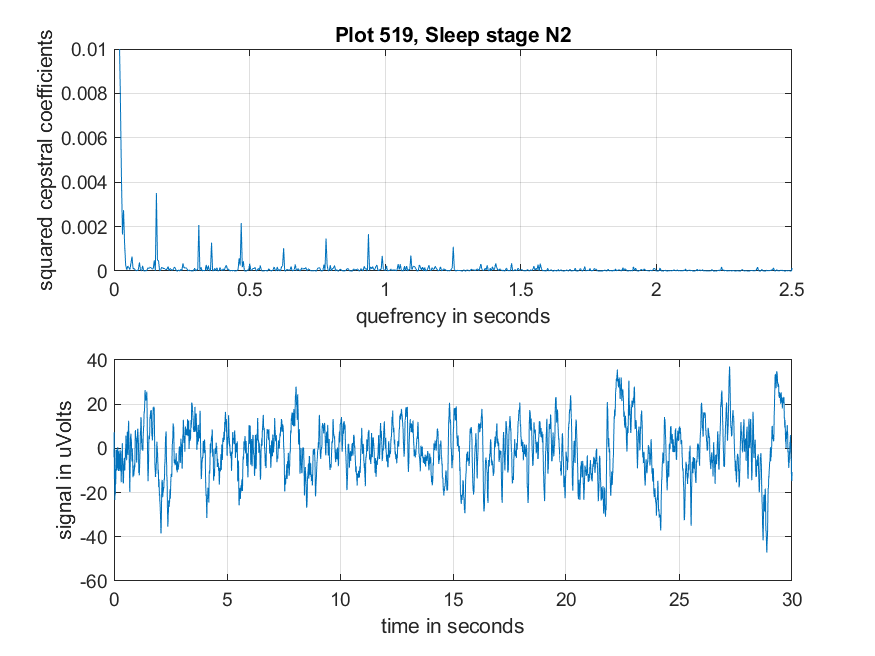 Plot 519, Sleep stage N2
squared cepstral coefficients
0.01
0.008
0.006
0.004
0.002
0
0 0.5 1 1.5 2 2.5
quefrency in seconds
signal in uVolts
40
20
0
-20
-40
-60
0 5 10 15 20 25 30
time in seconds